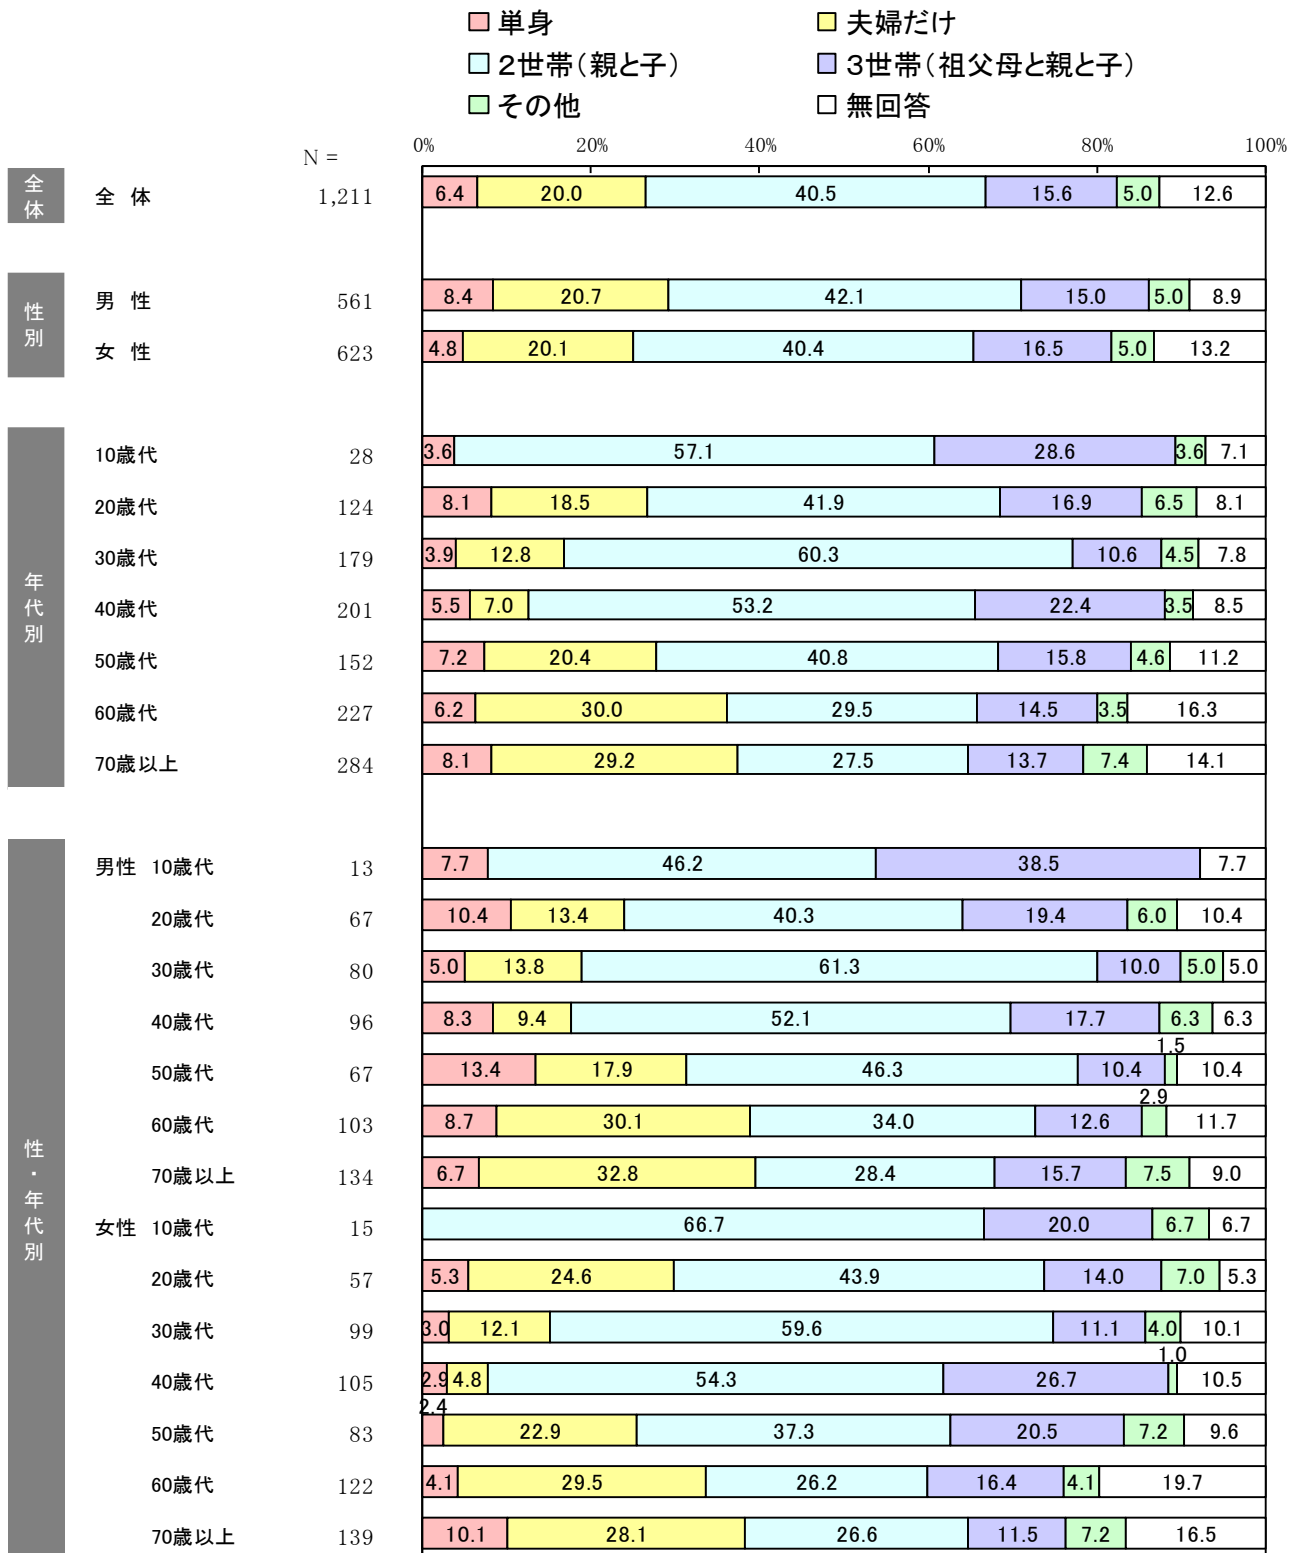 単身 夫婦だけ
２世帯（親と子） ３世帯（祖父母と親と子）
その他 無回答
N = 0% 20% 40% 60% 80% 100%
全体 全 体 1,211 6.4 20.0 40.5 15.6 5.0 12.6
性別
男 性 561 8.4 20.7 42.1 15.0 5.0 8.9
女 性 623 4.8 20.1 40.4 16.5 5.0 13.2
年代別
10歳代 28 3.6 57.1 28.6 3.6 7.1
20歳代 124 8.1 18.5 41.9 16.9 6.5 8.1
30歳代 179 3.9 12.8 60.3 10.6 4.5 7.8
40歳代 201 5.5 7.0 53.2 22.4 3.5 8.5
50歳代 152 7.2 20.4 40.8 15.8 4.6 11.2
60歳代 227 6.2 30.0 29.5 14.5 3.5 16.3
70歳以上 284 8.1 29.2 27.5 13.7 7.4 14.1
性・年代別
男性 10歳代 13 7.7 46.2 38.5 7.7
20歳代 67 10.4 13.4 40.3 19.4 6.0 10.4
30歳代 80 5.0 13.8 61.3 10.0 5.0 5.0
40歳代 96 8.3 9.4 52.1 17.7 6.3 6.3
50歳代 67 13.4 17.9 46.3 10.4 1.5 10.4
60歳代 103 8.7 30.1 34.0 12.6 2.9 11.7
70歳以上 134 6.7 32.8 28.4 15.7 7.5 9.0
女性 10歳代 15 66.7 20.0 6.7 6.7
20歳代 57 5.3 24.6 43.9 14.0 7.0 5.3
30歳代 99 3.0 12.1 59.6 11.1 4.0 10.1
40歳代 105 2.9 4.8 54.3 26.7 1.0 10.5
50歳代 83 2.4 22.9 37.3 20.5 7.2 9.6
60歳代 122 4.1 29.5 26.2 16.4 4.1 19.7
70歳以上 139 10.1 28.1 26.6 11.5 7.2 16.5